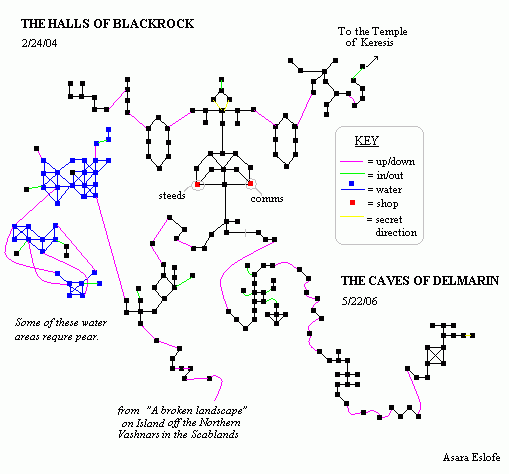 THE HALLS OF BLACKROCK
2/24/04
To the Temple
of Keresis
KEY
= up/down
= in/out
= water
= shop
= secret
direction
steeds
comms
THE CAVES OF DELMARIN
5/22/06
Some of these water
areas requre pear.
from "A broken landscape"
on Island off the Northern
Vashnars in the Scablands
Asara Eslofe